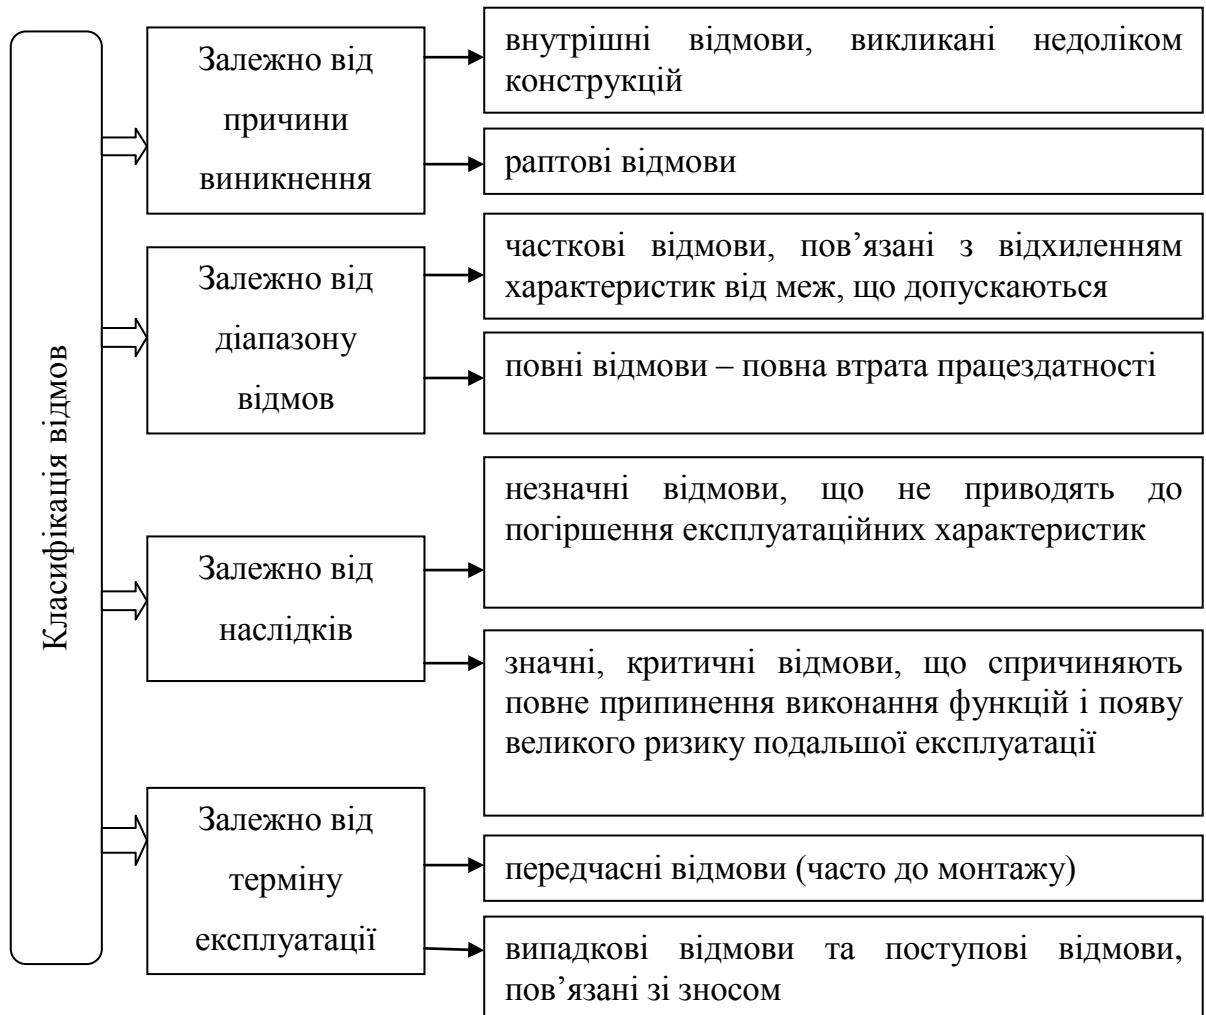 Класифікація відмов
Залежно від
причини
виникнення
внутрішні відмови, викликані недоліком
конструкцій
раптові відмови
Залежно від
діапазону
відмов
часткові відмови, пов’язані з відхиленням
характеристик від меж, що допускаються
повні відмови – повна втрата працездатності
Залежно від
наслідків
незначні відмови, що не приводять до
погіршення експлуатаційних характеристик
значні, критичні відмови, що спричиняють
повне припинення виконання функцій і появу
великого ризику подальшої експлуатації
Залежно від
терміну
експлуатації
передчасні відмови (часто до монтажу)
випадкові відмови та поступові відмови,
пов’язані зі зносом